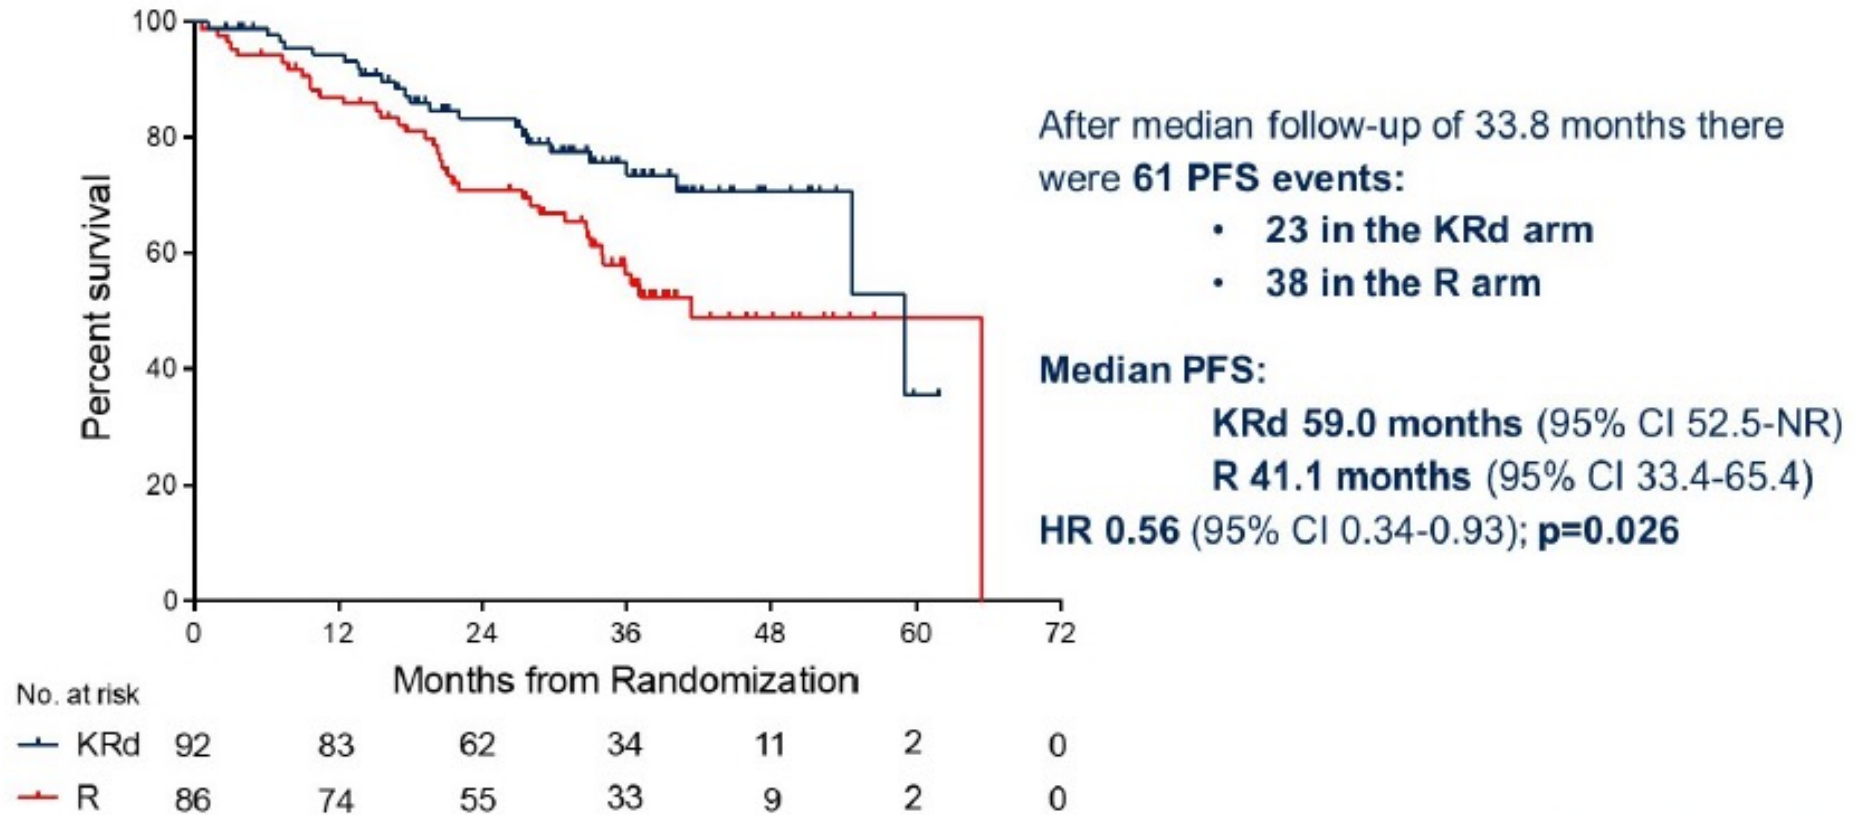 100
80
60
40
20
0
Percent survival
0 12 24 36 48 60 72
Months from Randomization
No. at risk
KRd 92 83 62 34 11 2 0
R 86 74 55 33 9 2 0
After median follow-up of 33.8 months there
were 61 PFS events:
• 23 in the KRd arm
• 38 in the R arm
Median PFS:
KRd 59.0 months (95% CI 52.5-NR)
R 41.1 months (95% CI 33.4-65.4)
HR 0.56 (95% CI 0.34-0.93); p=0.026